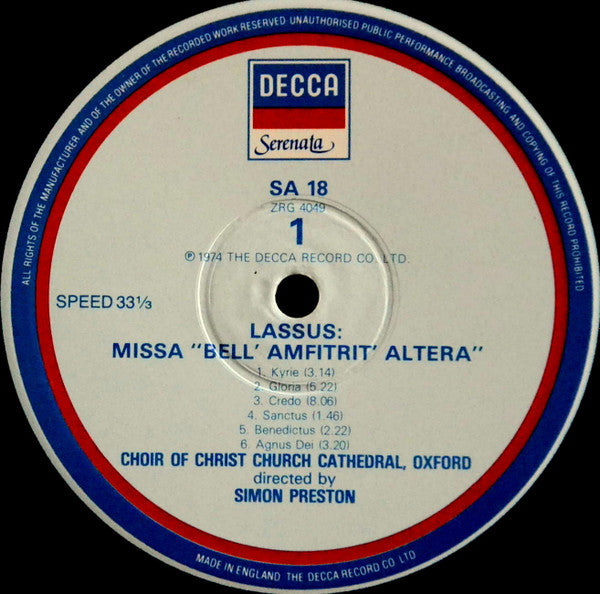 ALL RIGHTS OF THE MANUFACTURER AND OF THE OWNER OF THE RECORDED WORK RESERVED UNAUTHORISED PUBLIC PERFORMANCE BROADCASTING AND COPYING OF THIS RECORD PROHIBITED
DECCA
Serenata
SA 18
ZRG 4049
1
℗ 1974 THE DECCA RECORD CO. LTD.
SPEED 33⅓
LASSUS:
MISSA "BELL' AMFITRIT' ALTERA"
1. Kyrie (3.14)
2. Gloria (5.22)
3. Credo (8.06)
4. Sanctus (1.46)
5. Benedictus (2.22)
6. Agnus Dei (3.20)
CHOIR OF CHRIST CHURCH CATHEDRAL, OXFORD
directed by
SIMON PRESTON
MADE IN ENGLAND THE DECCA RECORD CO LTD